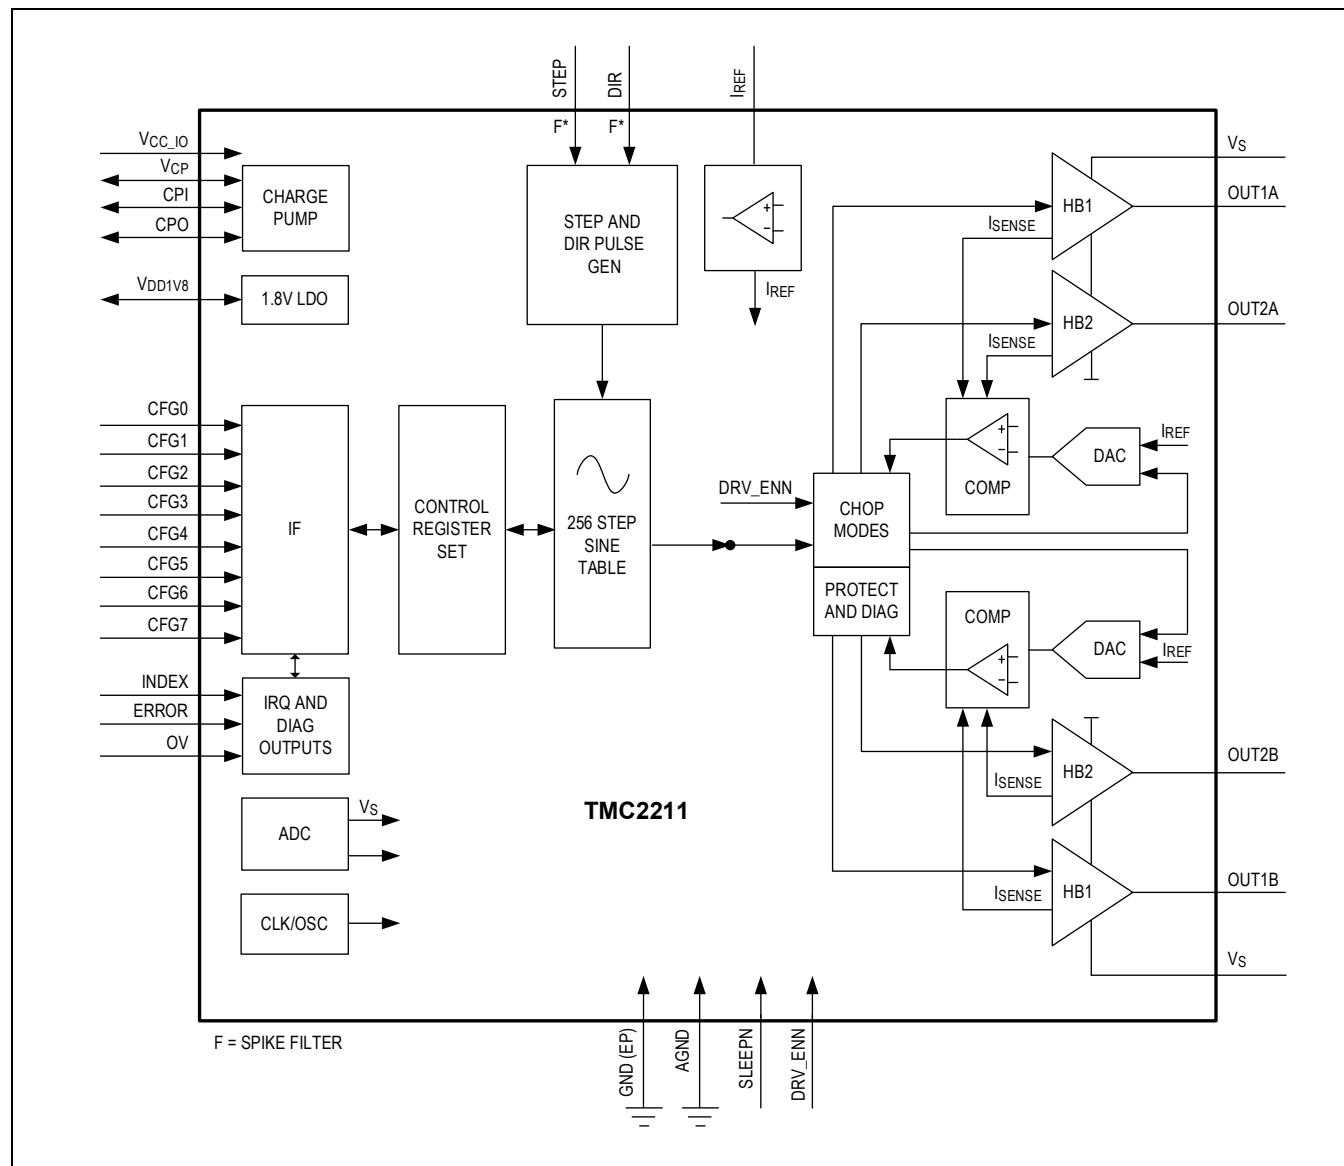 STEP
DIR
IREF
F*
F*
VCC_IO
VCP
CPI
CPO
CHARGE
PUMP
VDD1V8
1.8V LDO
STEP AND
DIR PULSE
GEN
+
−
IREF
HB1
ISENSE
VS
OUT1A
HB2
ISENSE
OUT2A
CFG0
CFG1
CFG2
CFG3
CFG4
CFG5
CFG6
CFG7
IF
CONTROL
REGISTER
SET
256 STEP
SINE
TABLE
DRV_ENN
CHOP
MODES
PROTECT
AND DIAG
+
−
COMP
DAC
IREF
COMP
+
−
DAC
IREF
INDEX
ERROR
OV
IRQ AND
DIAG
OUTPUTS
HB2
ISENSE
OUT2B
ADC
VS
TMC2211
HB1
ISENSE
OUT1B
CLK/OSC
VS
F = SPIKE FILTER
GND (EP)
AGND
SLEEPN
DRV_ENN